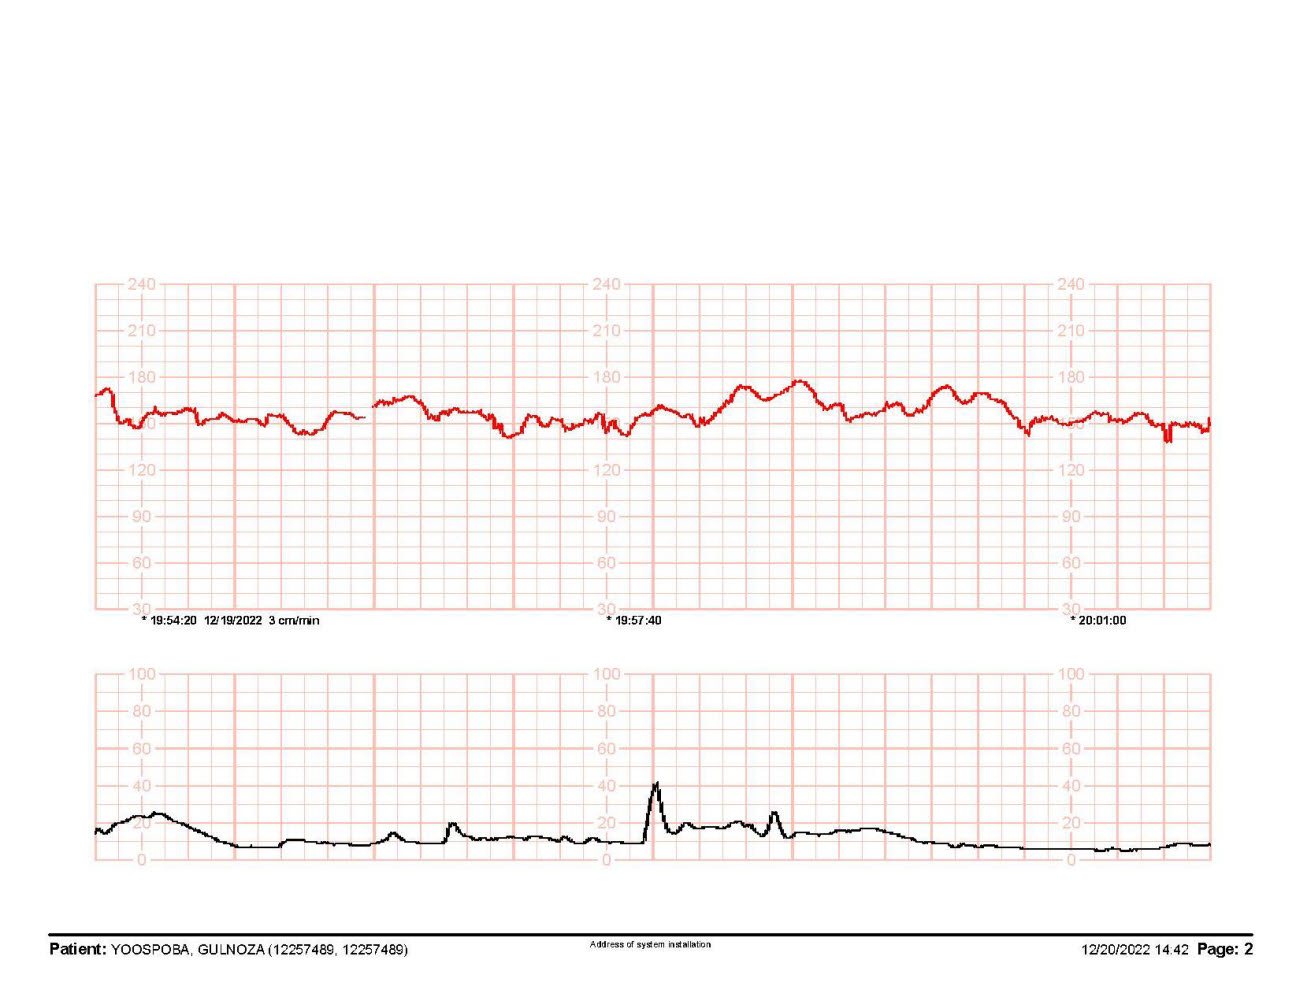 240 240 240
210 210 210
180 180 180
150 150 150
120 120 120
90 90 90
60 60 60
30 30 30
* 19:54:20 12/19/2022 3 cm/min * 19:57:40 * 20:01:00
100 100 100
80 80 80
60 60 60
40 40 40
20 20 20
0 0 0
Patient: YOOSPOBA, GULNOZA (12257489, 12257489) Address of system installation 12/20/2022 14:42 Page: 2